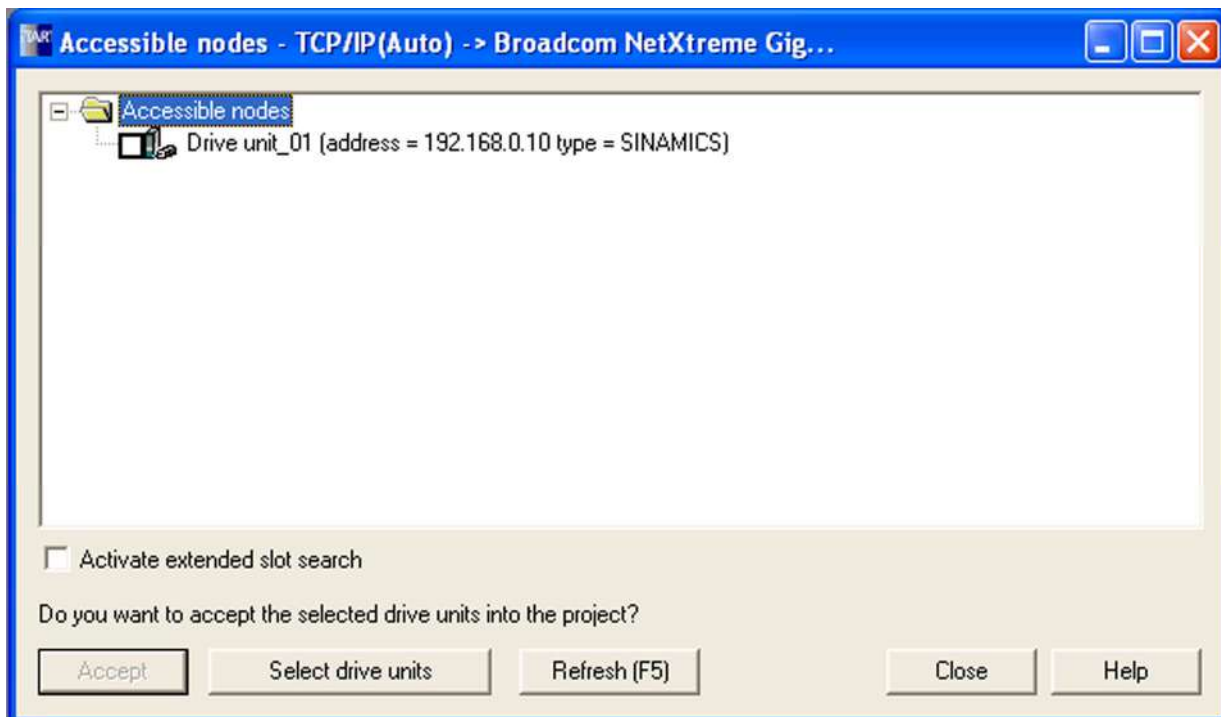 Accessible nodes - TCP/IP(Auto) -> Broadcom NetXtreme Gig...
Accessible nodes
Drive unit_01 (address = 192.168.0.10 type = SINAMICS)
Activate extended slot search
Do you want to accept the selected drive units into the project?
Accept Select drive units Refresh (F5) Close Help